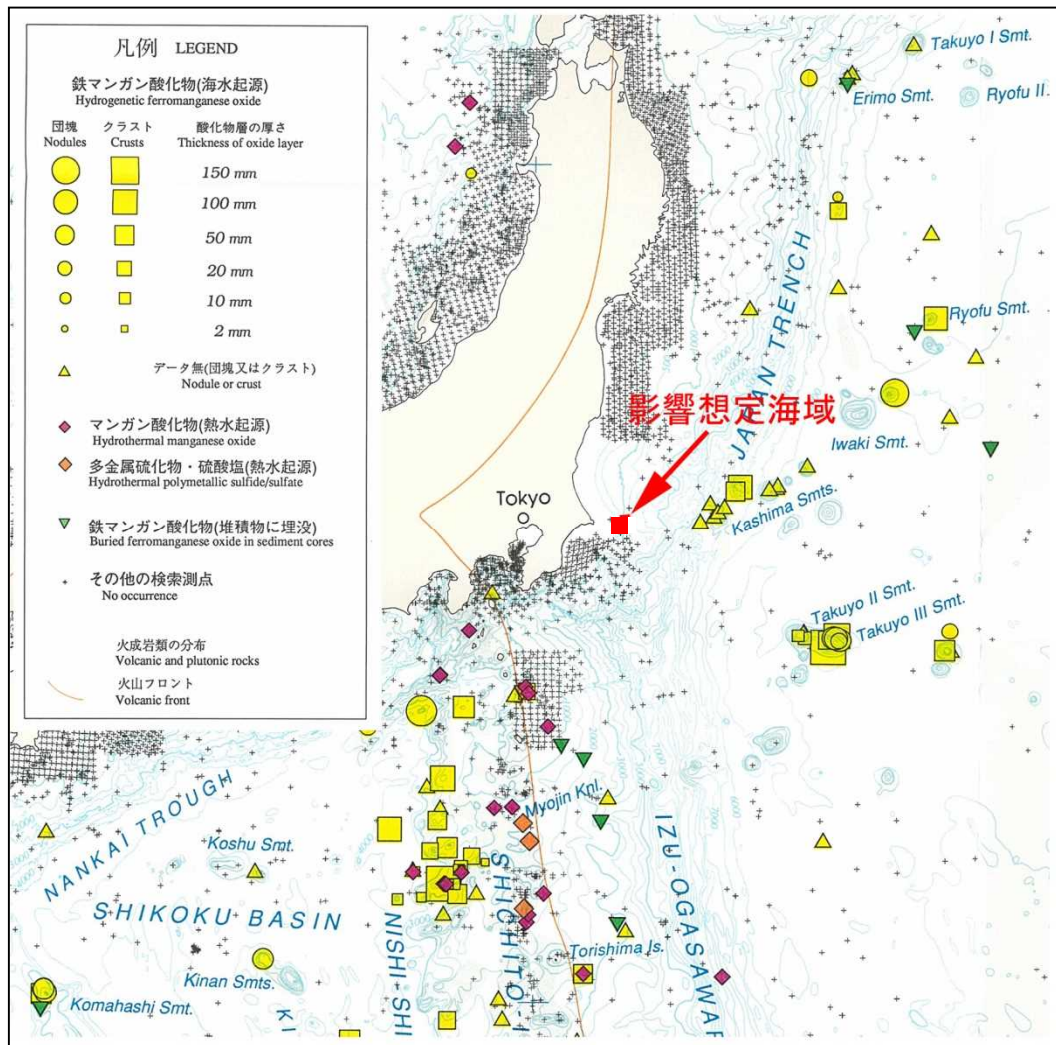 凡例 LEGEND
鉄マンガン酸化物(海水起源)
Hydrogenetic ferromanganese oxide
団塊 クラスト 酸化物層の厚さ
Nodules Crusts Thickness of oxide layer
150 mm
100 mm
50 mm
20 mm
10 mm
2 mm
データ無(団塊又はクラスト)
Nodule or crust
マンガン酸化物(熱水起源)
Hydrothermal manganese oxide
多金属硫化物・硫酸塩(熱水起源)
Hydrothermal polymetallic sulfide/sulfate
鉄マンガン酸化物(堆積物に埋没)
Buried ferromanganese oxide in sediment cores
その他の検索測点
No occurrence
火成岩類の分布
Volcanic and plutonic rocks
火山フロント
Volcanic front
Takuyo I Smt.
Erimo Smt.
Ryofu II
JAPAN TRENCH
Ryofu Smt.
影響想定海域
Iwaki Smt.
Tokyo
Kashima Smts.
Takuyo II Smt.
Takuyo III Smt.
Myojin Knl.
NANKAI TROUGH
Koshu Smt.
SHIKOKU BASIN
NISHI-SHI
SHICHITO-I
IZU-OGASAWAR
Torishima Is.
Kinan Smts.
KI
Komahashi Smt.